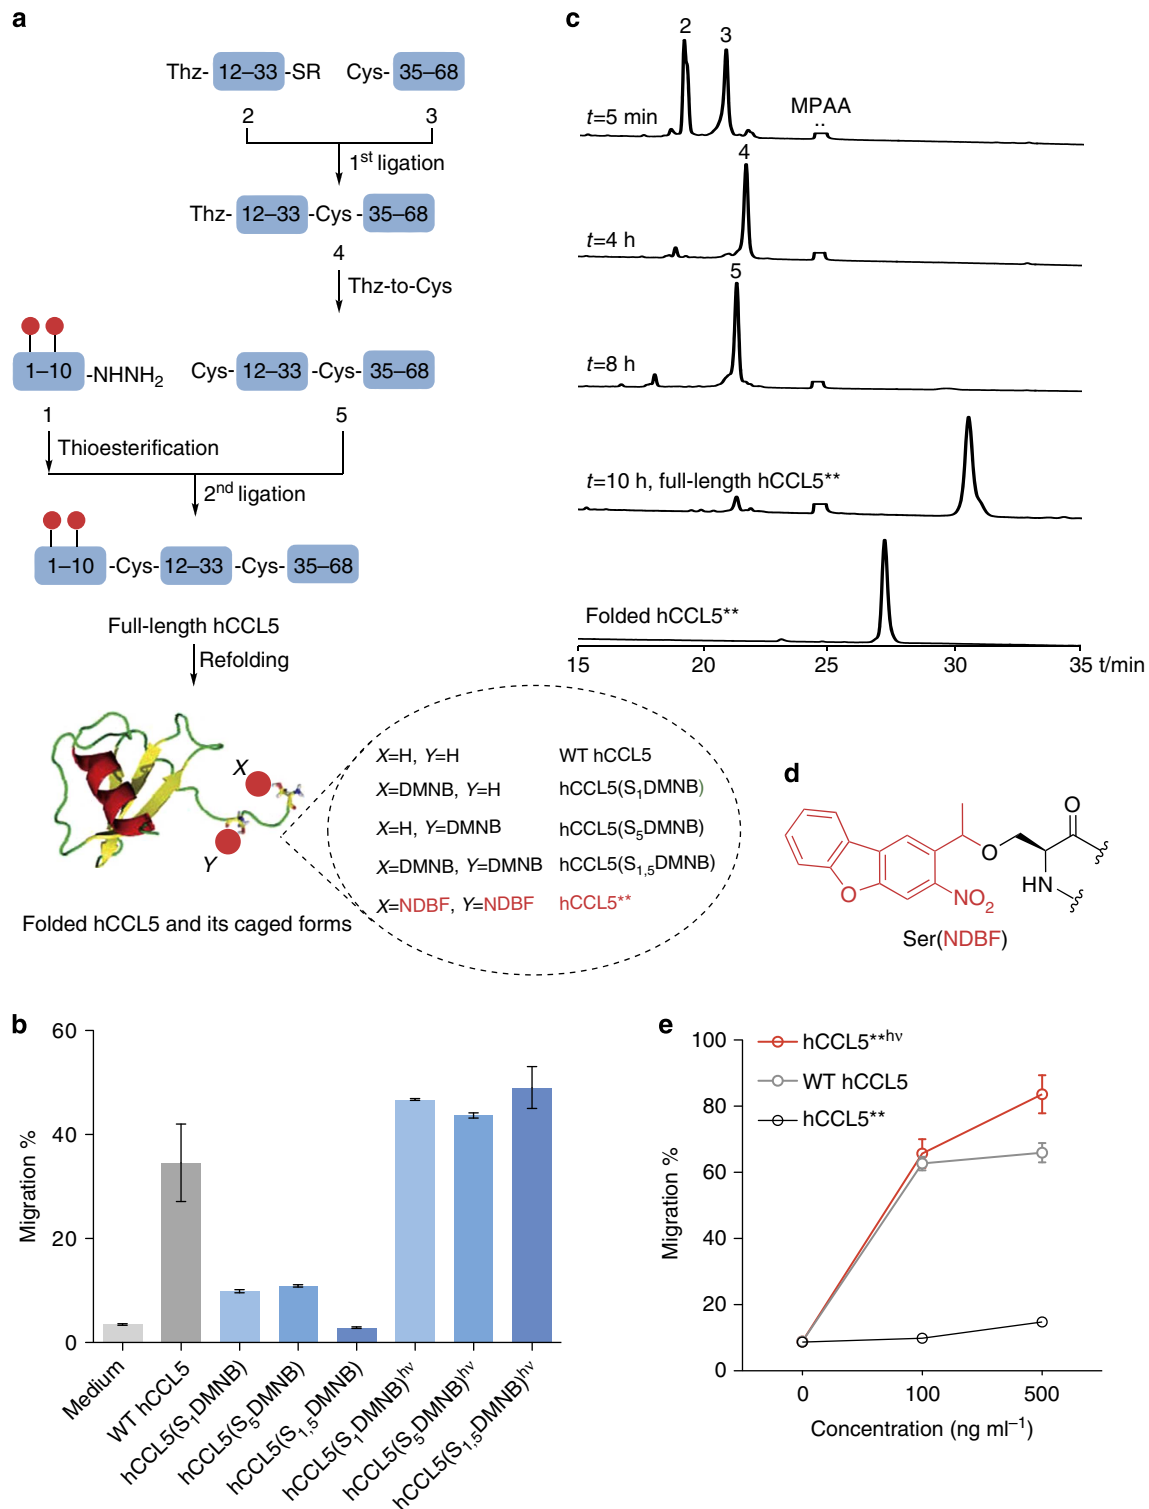 a
Thz- 12–33 -SR Cys- 35–68
2 3
1st ligation
Thz- 12–33 -Cys - 35–68
4
Thz-to-Cys
1–10 -NHNH2 Cys- 12–33 -Cys- 35–68
1 5
Thioesterification
2nd ligation
1–10 -Cys- 12–33 -Cys- 35–68
Full-length hCCL5
Refolding
X
Y
X=H, Y=H WT hCCL5
X=DMNB, Y=H hCCL5(S1DMNB)
X=H, Y=DMNB hCCL5(S5DMNB)
X=DMNB, Y=DMNB hCCL5(S1,5DMNB)
X=NDBF, Y=NDBF hCCL5**
Folded hCCL5 and its caged forms
c
2 3
t=5 min MPAA
4
t=4 h
5
t=8 h
t=10 h, full-length hCCL5**
Folded hCCL5**
15 20 25 30 35 t/min
d
O
O
HN
O
NO2
Ser(NDBF)
b
60
40
20
0
Migration %
Medium
WT hCCL5
hCCL5(S1DMNB)
hCCL5(S5DMNB)
hCCL5(S1,5DMNB)
hCCL5(S1DMNB)hν
hCCL5(S5DMNB)hν
hCCL5(S1,5DMNB)hν
e
100
80
60
40
20
0
Migration %
hCCL5**hν
WT hCCL5
hCCL5**
0 100 500
Concentration (ng ml−1)